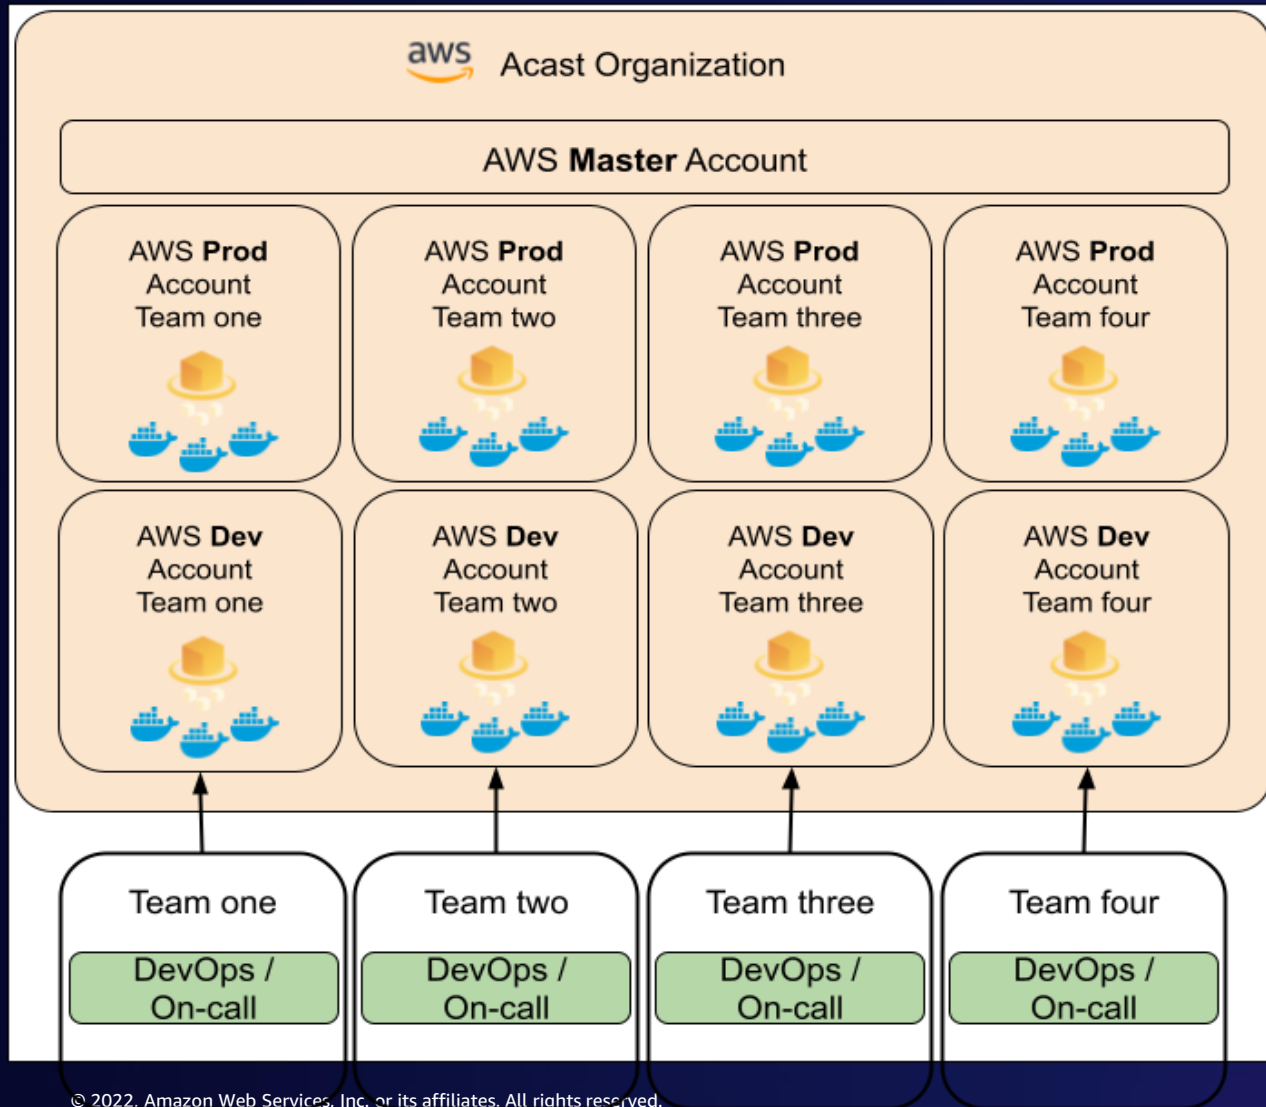 aws Acast Organization
AWS Master Account
AWS Prod
Account
Team one
AWS Prod
Account
Team two
AWS Prod
Account
Team three
AWS Prod
Account
Team four
AWS Dev
Account
Team one
AWS Dev
Account
Team two
AWS Dev
Account
Team three
AWS Dev
Account
Team four
Team one
DevOps /
On-call
Team two
DevOps /
On-call
Team three
DevOps /
On-call
Team four
DevOps /
On-call
© 2022, Amazon Web Services, Inc. or its affiliates. All rights reserved.